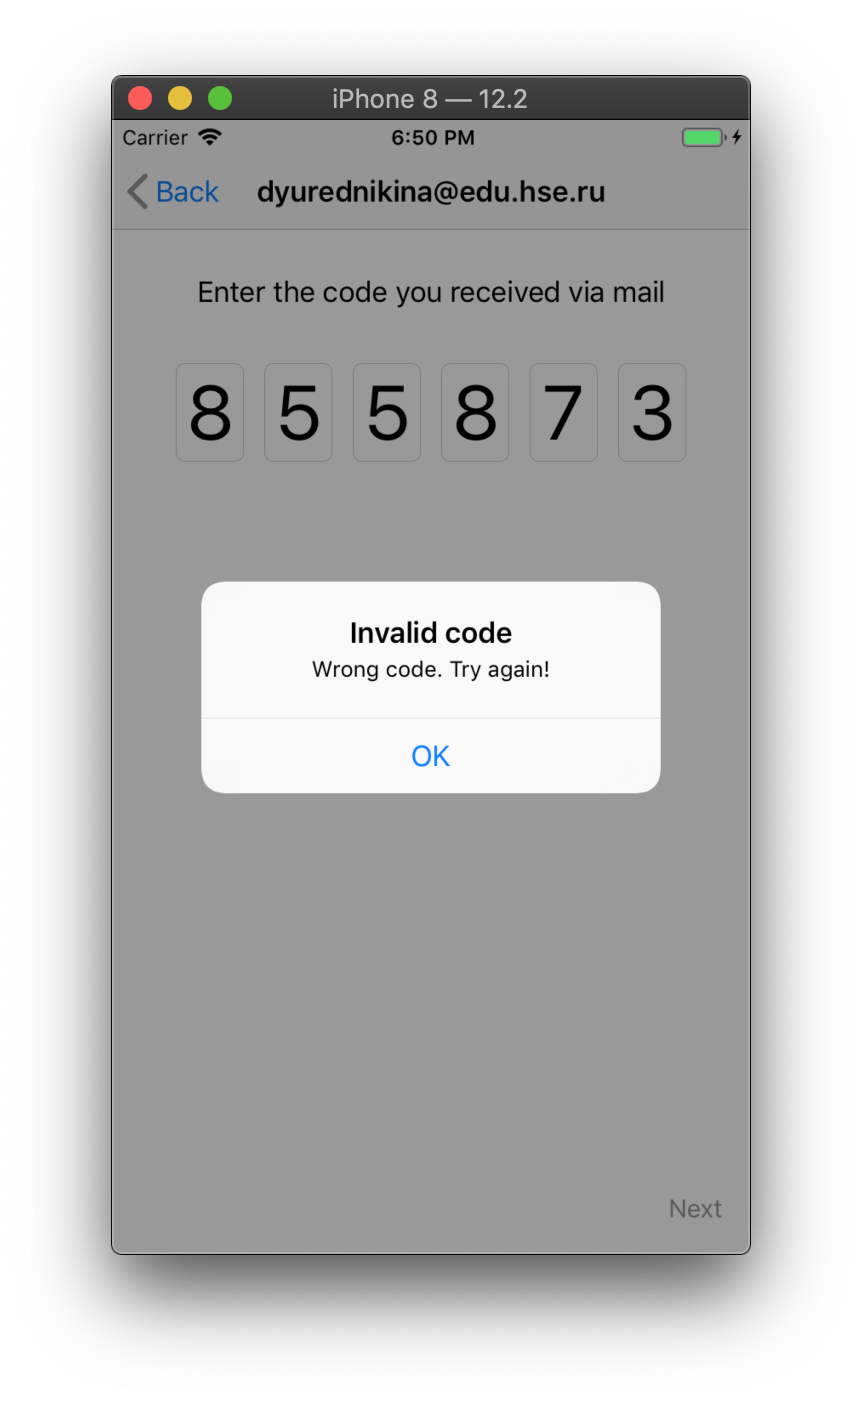 iPhone 8 — 12.2
Carrier 6:50 PM
Back dyurednikina@edu.hse.ru
Enter the code you received via mail
8 5 5 8 7 3
Invalid code
Wrong code. Try again!
OK
Next